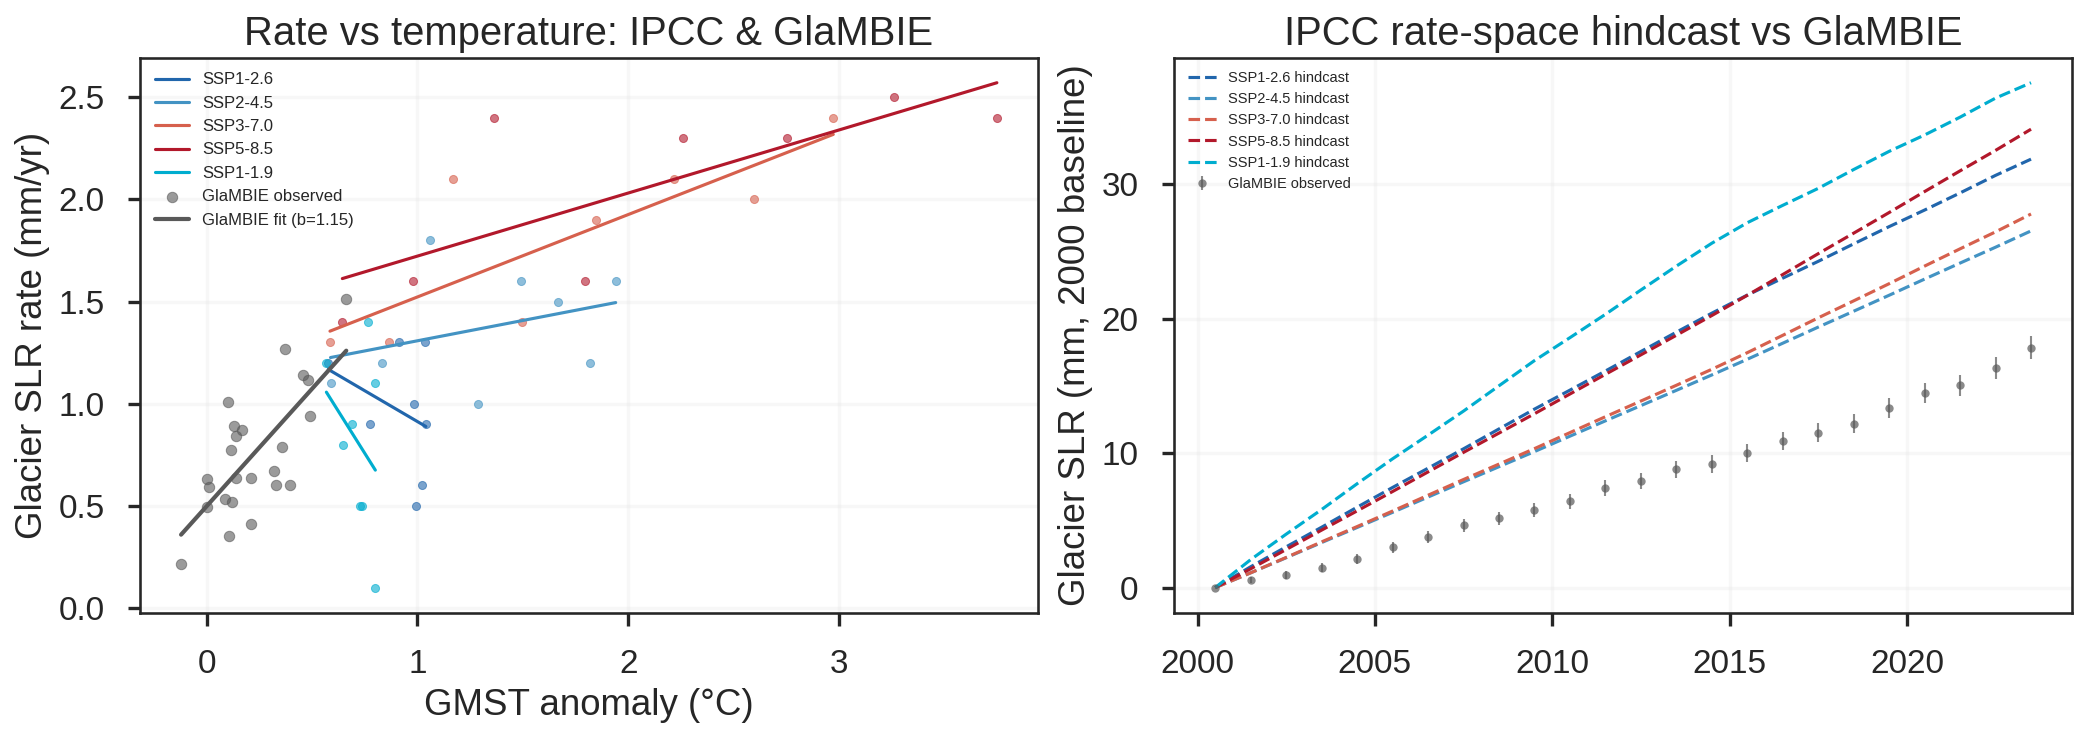 Rate vs temperature: IPCC & GlaMBIE
Glacier SLR rate (mm/yr)
2.5
2.0
1.5
1.0
0.5
0.0
SSP1-2.6
SSP2-4.5
SSP3-7.0
SSP5-8.5
SSP1-1.9
GlaMBIE observed
GlaMBIE fit (b=1.15)
0
1
2
3
GMST anomaly (°C)
IPCC rate-space hindcast vs GlaMBIE
Glacier SLR (mm, 2000 baseline)
30
20
10
0
SSP1-2.6 hindcast
SSP2-4.5 hindcast
SSP3-7.0 hindcast
SSP5-8.5 hindcast
SSP1-1.9 hindcast
GlaMBIE observed
2000
2005
2010
2015
2020